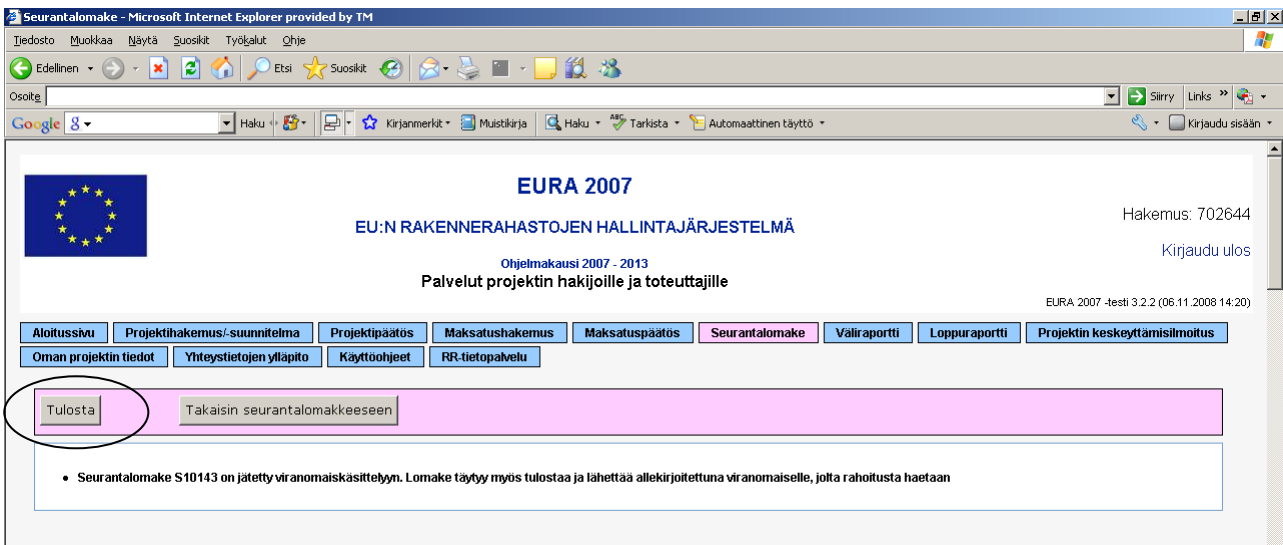 Seurantalomake - Microsoft Internet Explorer provided by TM
Tiedosto Muokkaa Näytä Suosikit Työkalut Ohje
Edellinen Etsi Suosikit
Osoite Siirry Links »
Google Haku Kirjanmerkit Muistikirja Haku Tarkista Automaattinen täyttö Kirjaudu sisään
EURA 2007
Hakemus: 702644
EU:N RAKENNERAHASTOJEN HALLINTAJÄRJESTELMÄ
Kirjaudu ulos
Ohjelmakausi 2007 - 2013
Palvelut projektin hakijoille ja toteuttajille
EURA 2007 -testi 3.2.2 (06.11.2008 14:20)
Aloitussivu Projektihakemus/-suunnitelma Projektipäätös Maksatushakemus Maksatuspäätös Seurantalomake Väliraportti Loppuraportti Projektin keskeyttämisilmoitus
Oman projektin tiedot Yhteystietojen ylläpito Käyttöohjeet RR-tietopalvelu
Tulosta Takaisin seurantalomakkeeseen
• Seurantalomake S10143 on jätetty viranomaiskäsittelyyn. Lomake täytyy myös tulostaa ja lähettää allekirjoitettuna viranomaiselle, jolta rahoitusta haetaan